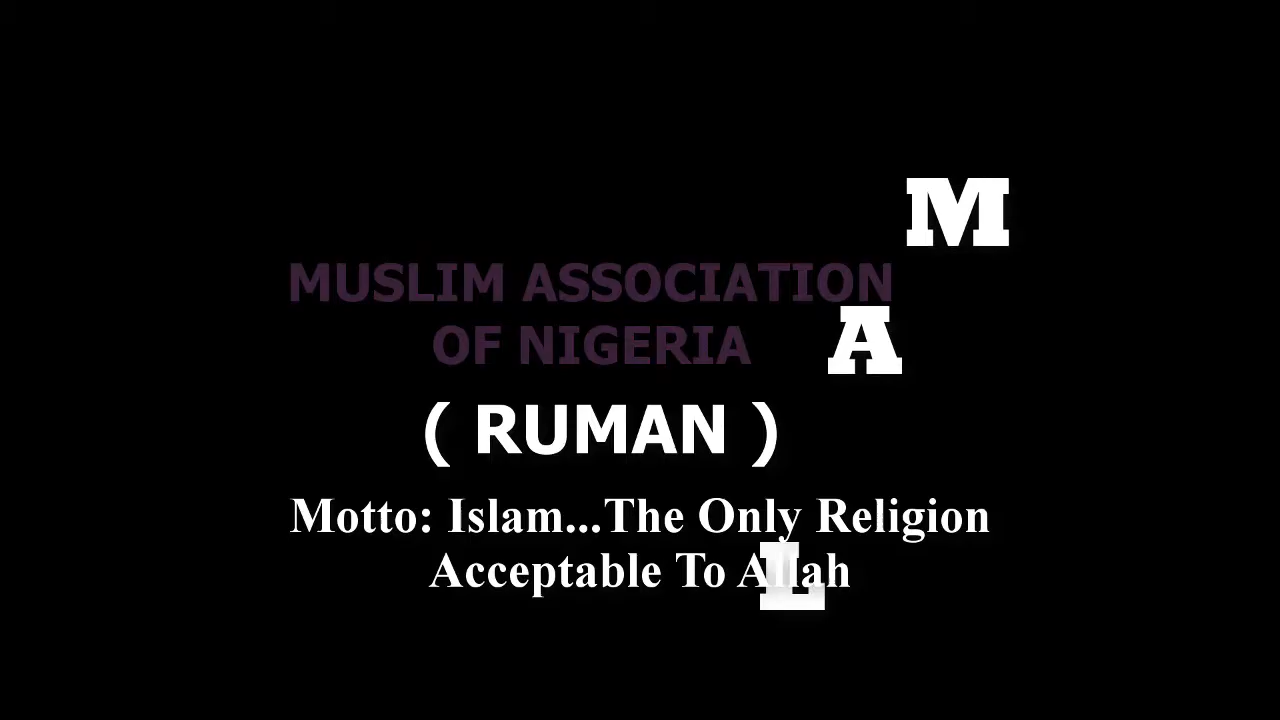 M
MUSLIM ASSOCIATION
OF NIGERIA
A
( RUMAN )
Motto: Islam...The Only Religion
Acceptable To Allah
L